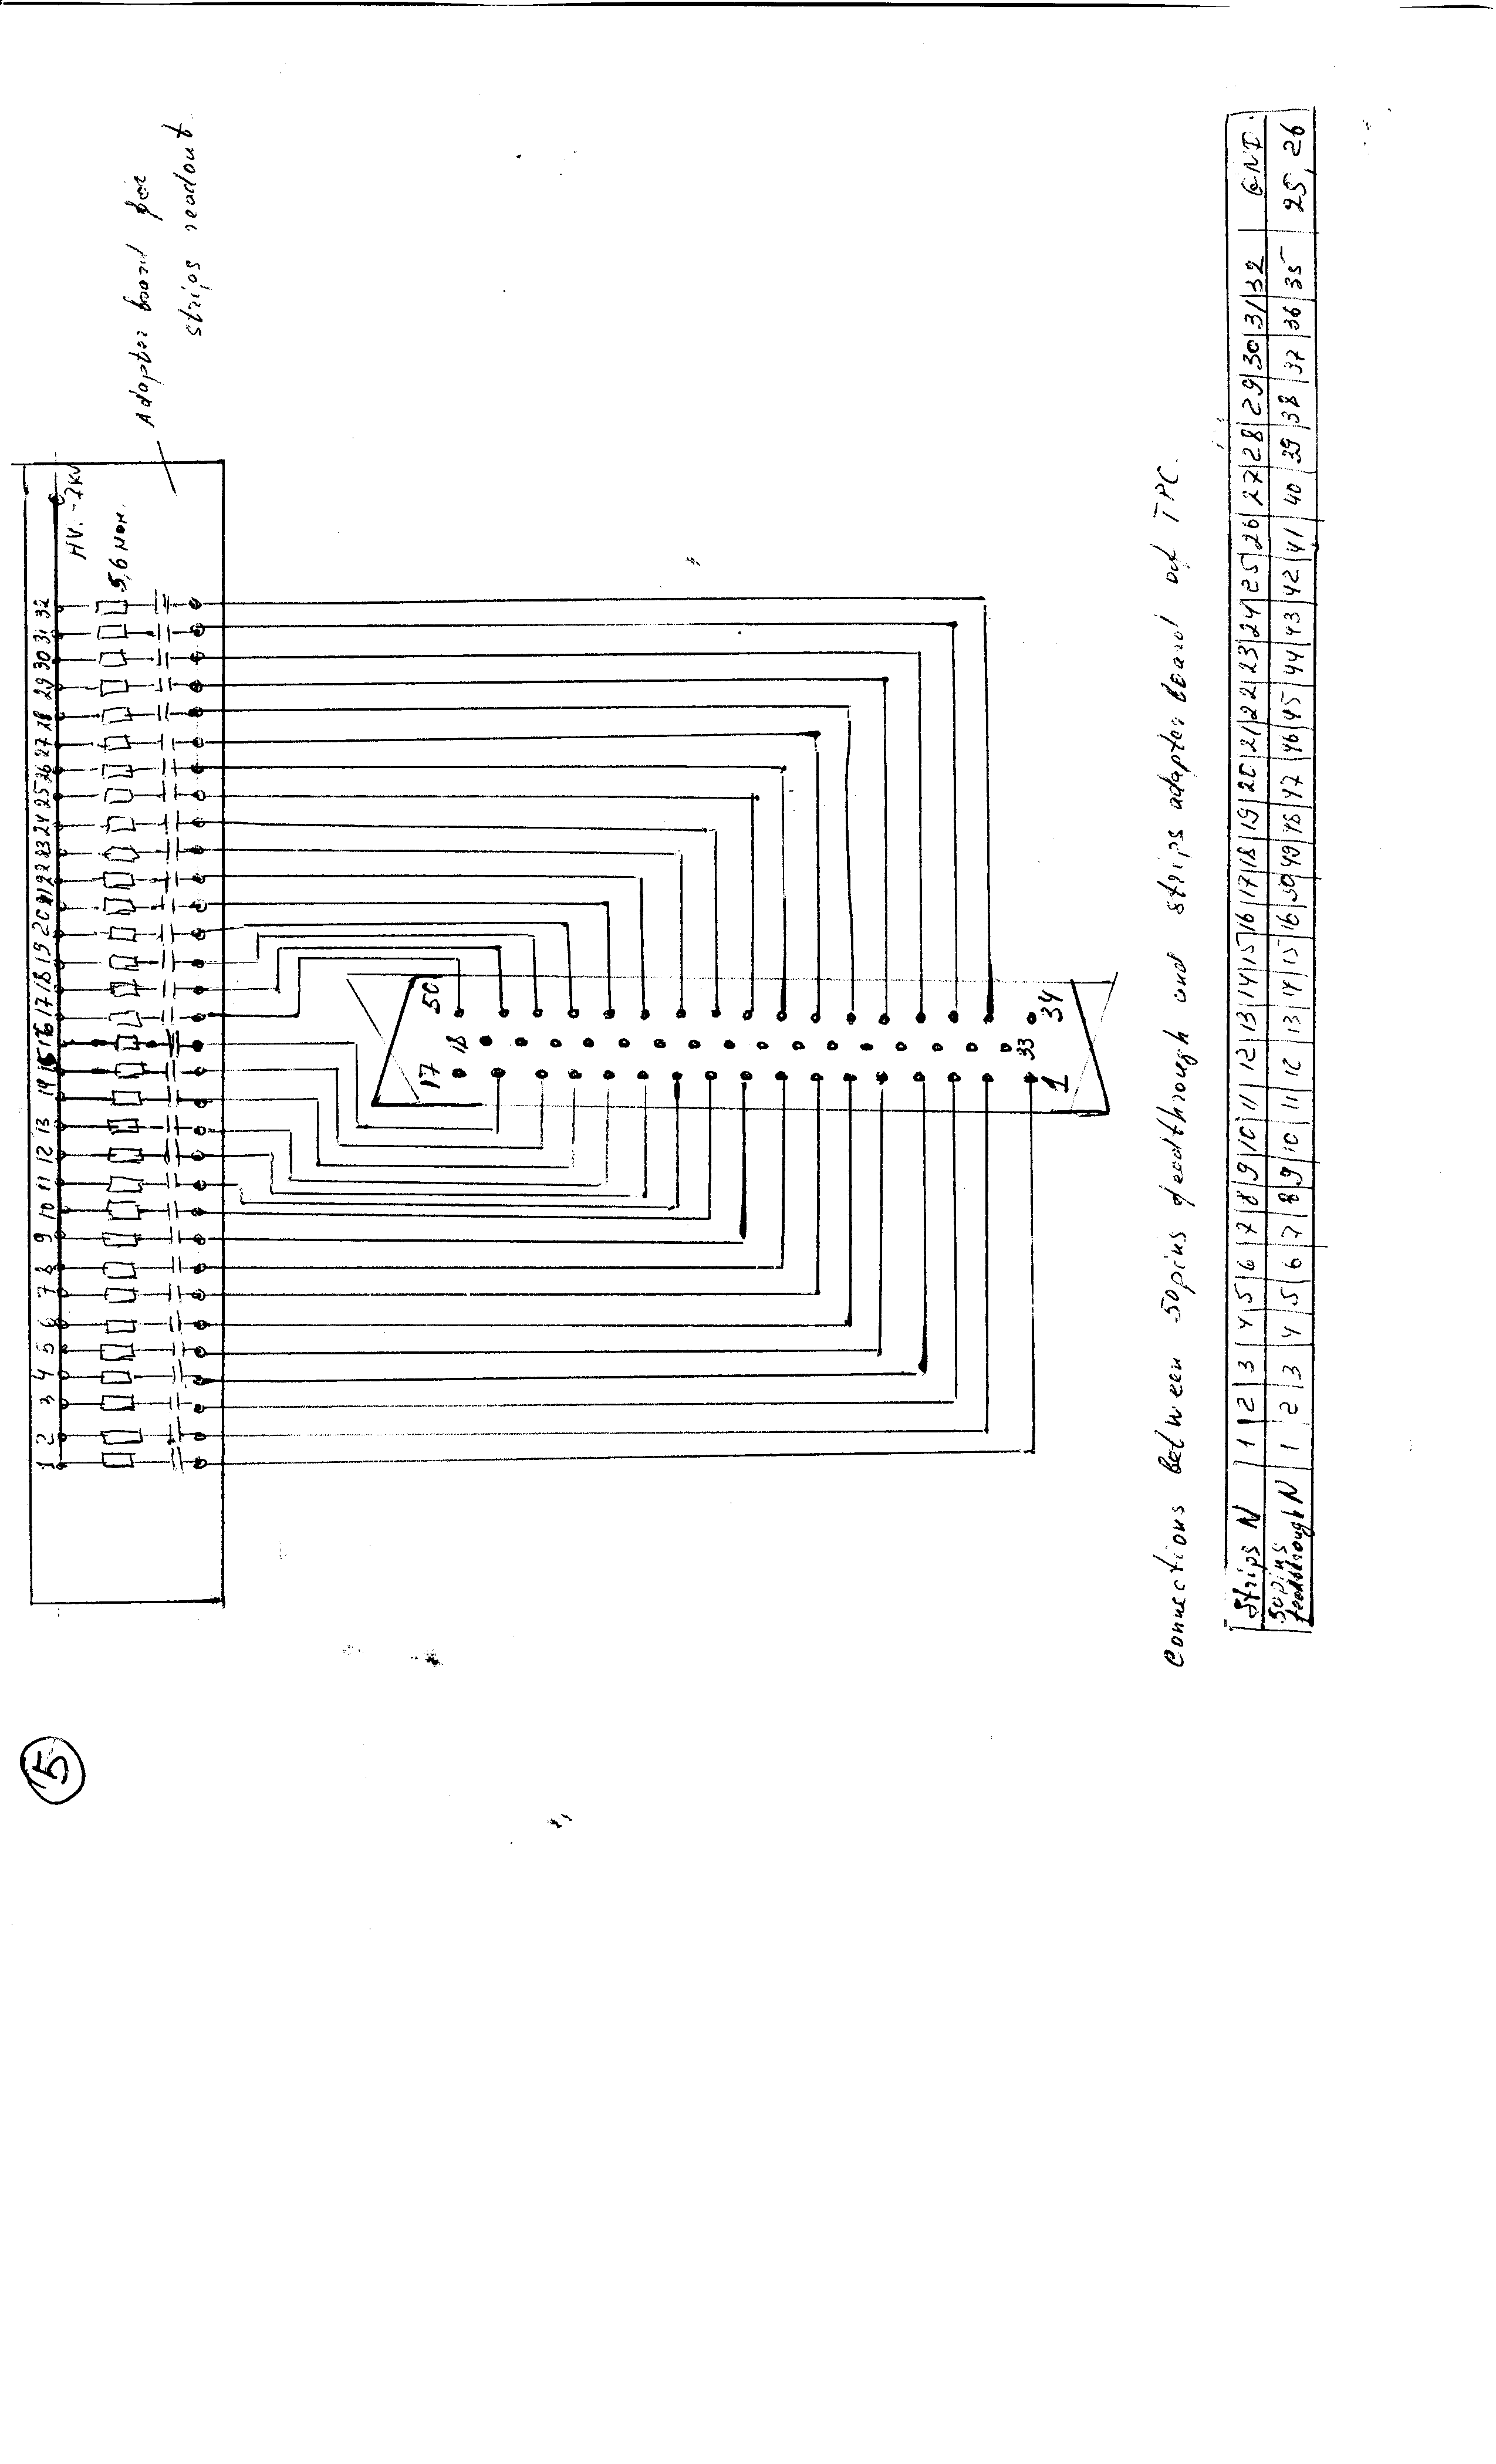 5
1 2 3 4 5 6 7 8 9 10 11 12 13 14 15 16 17 18 19 20 21 22 23 24 25 26 27 28 29 30 31 32
HV. -2KV
5,6 MOM.
Adapter board for
strips readout
17 18 50
1 33 34
Connections between 50pins feedthrough and strips adapter board of TPC.
Strips N 1 2 3 4 5 6 7 8 9 10 11 12 13 14 15 16 17 18 19 20 21 22 23 24 25 26 27 28 29 30 31 32 GND.
50pins
feedthrough N 1 2 3 4 5 6 7 8 9 10 11 12 13 14 15 16 50 49 48 47 46 45 44 43 42 41 40 39 38 37 36 35 25, 26